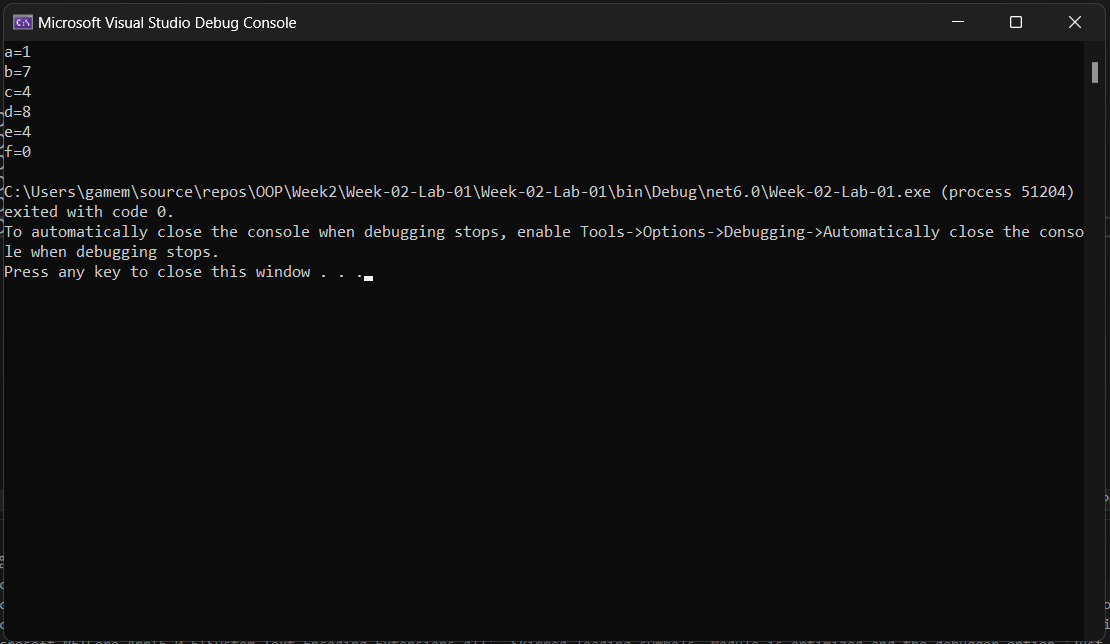 Microsoft Visual Studio Debug Console
a=1
b=7
c=4
d=8
e=4
f=0
C:\Users\gamem\source\repos\OOP\Week2\Week-02-Lab-01\Week-02-Lab-01\bin\Debug\net6.0\Week-02-Lab-01.exe (process 51204)
exited with code 0.
To automatically close the console when debugging stops, enable Tools->Options->Debugging->Automatically close the conso
le when debugging stops.
Press any key to close this window . . .